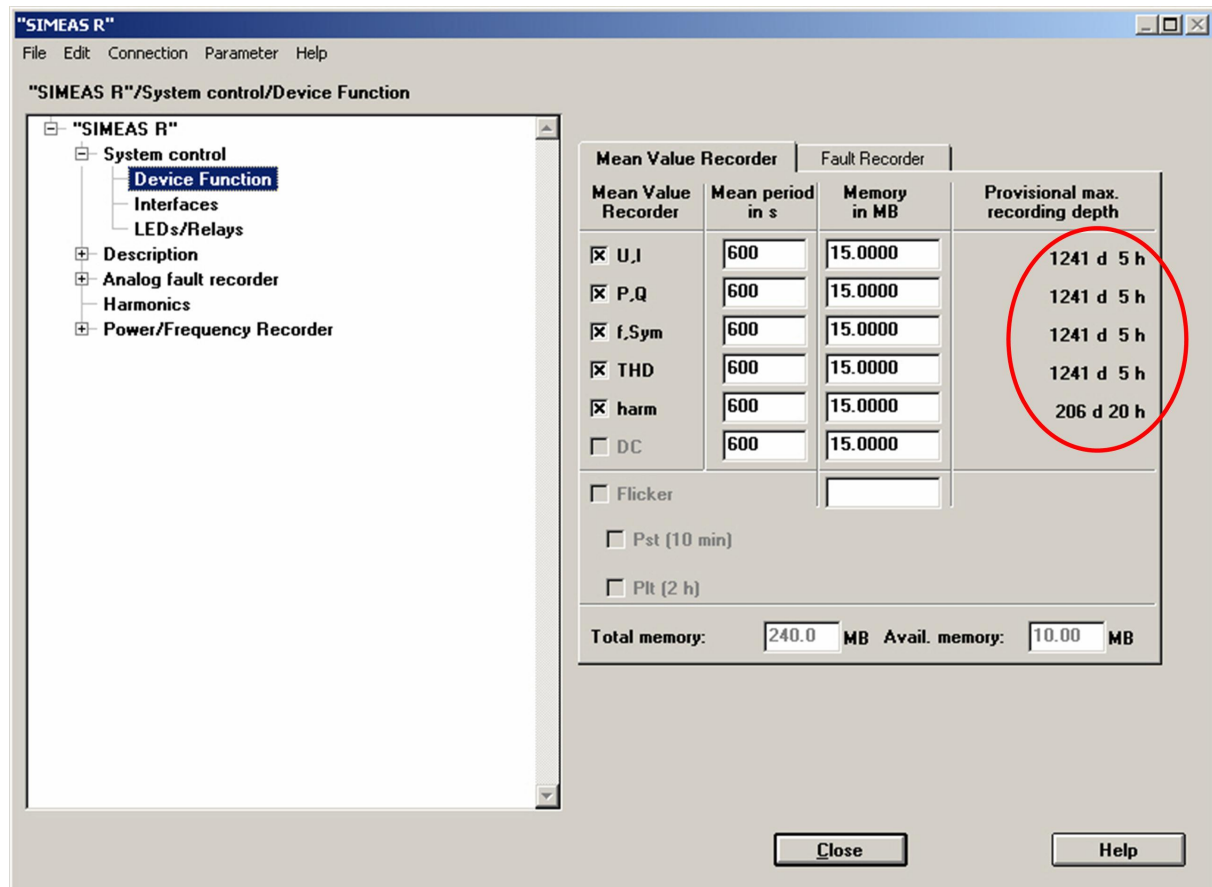 "SIMEAS R"
File Edit Connection Parameter Help
"SIMEAS R"/System control/Device Function
"SIMEAS R"
System control
Device Function
Interfaces
LEDs/Relays
Description
Analog fault recorder
Harmonics
Power/Frequency Recorder
Mean Value Recorder Fault Recorder
Mean Value Recorder Mean period in s Memory in MB Provisional max. recording depth
U,I 600 15.0000 1241 d 5 h
P,Q 600 15.0000 1241 d 5 h
f,Sym 600 15.0000 1241 d 5 h
THD 600 15.0000 1241 d 5 h
harm 600 15.0000 206 d 20 h
DC 600 15.0000
Flicker
Pst (10 min)
Plt (2 h)
Total memory: 240.0 MB Avail. memory: 10.00 MB
Close Help